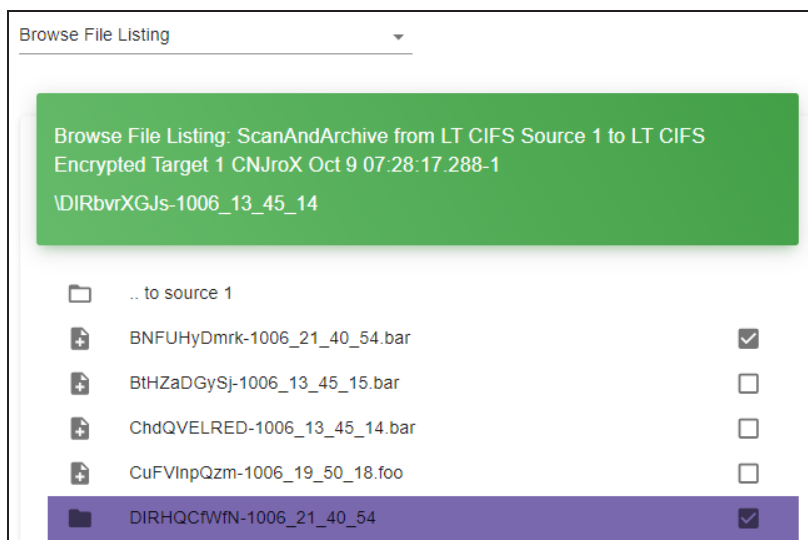 Browse File Listing
Browse File Listing: ScanAndArchive from LT CIFS Source 1 to LT CIFS
Encrypted Target 1 CNJroX Oct 9 07:28:17.288-1
\DIRbvrXGJs-1006_13_45_14
.. to source 1
BNFUHyDmrk-1006_21_40_54.bar
BtHZaDGySj-1006_13_45_15.bar
ChdQVELRED-1006_13_45_14.bar
CuFVlnpQzm-1006_19_50_18.foo
DIRHQCfWfN-1006_21_40_54